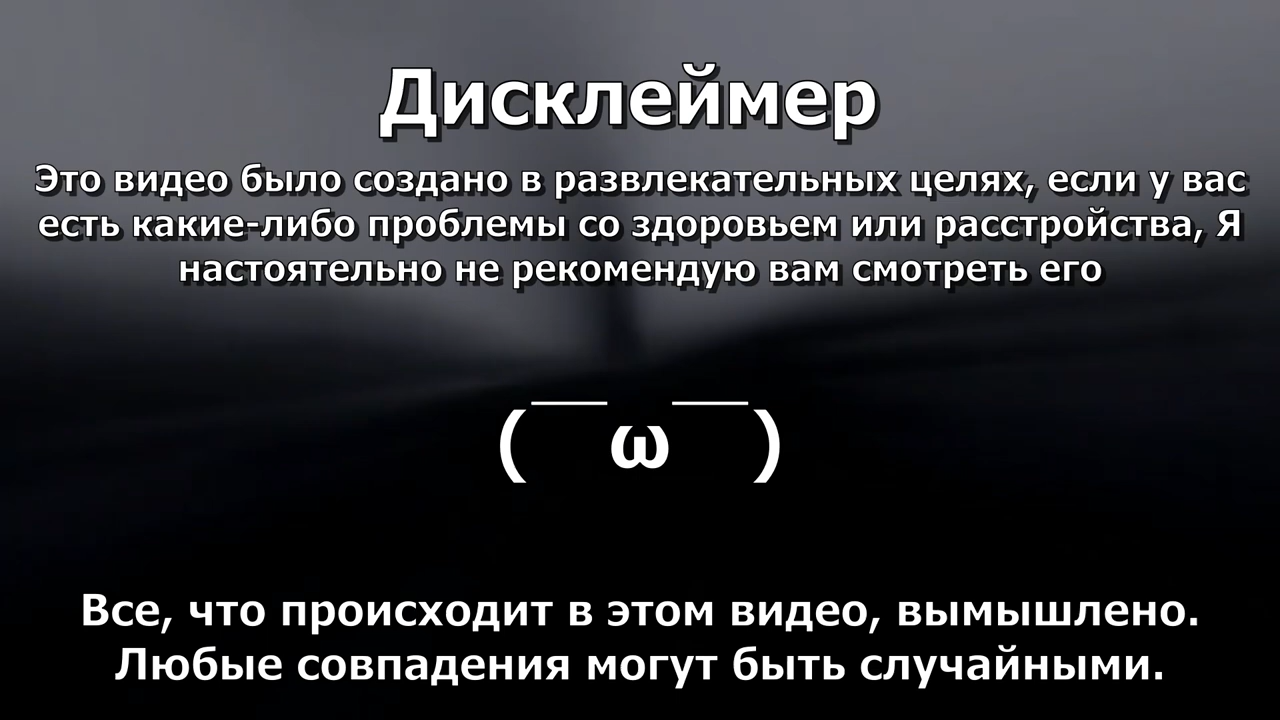 Дисклеймер
Это видео было создано в развлекательных целях, если у вас
есть какие-либо проблемы со здоровьем или расстройства, Я
настоятельно не рекомендую вам смотреть его
(¯ω¯)
Все, что происходит в этом видео, вымышлено.
Любые совпадения могут быть случайными.